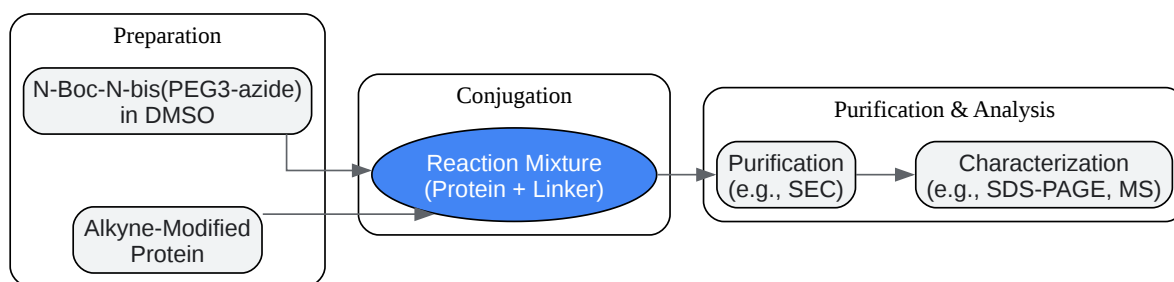 Preparation
N-Boc-N-bis(PEG3-azide)
in DMSO
Alkyne-Modified
Protein
Conjugation
Reaction Mixture
(Protein + Linker)
Purification & Analysis
Purification
(e.g., SEC)
Characterization
(e.g., SDS-PAGE, MS)